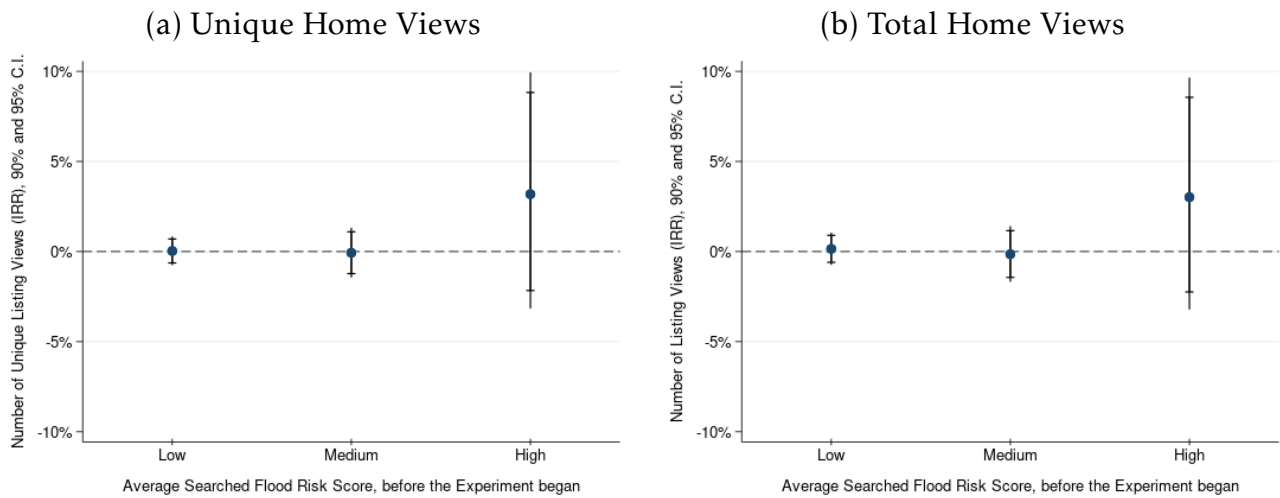 (a) Unique Home Views
Number of Unique Listing Views (IRR), 90% and 95% C.I.
10%
5%
0%
-5%
-10%
Low Medium High
Average Searched Flood Risk Score, before the Experiment began
(b) Total Home Views
Number of Listing Views (IRR), 90% and 95% C.I.
10%
5%
0%
-5%
-10%
Low Medium High
Average Searched Flood Risk Score, before the Experiment began